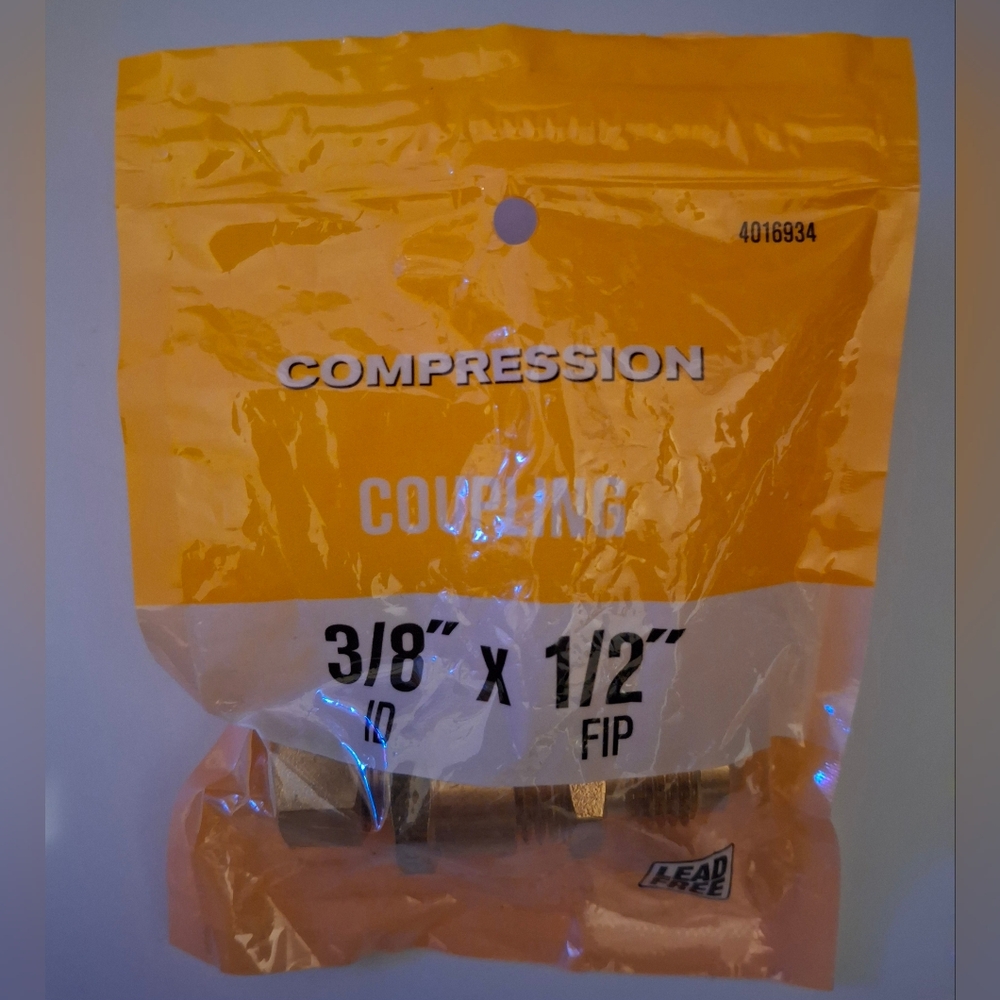 4016934
COMPRESSION
COUPLING
3/8" x 1/2"
ID FIP
LEAD
FREE